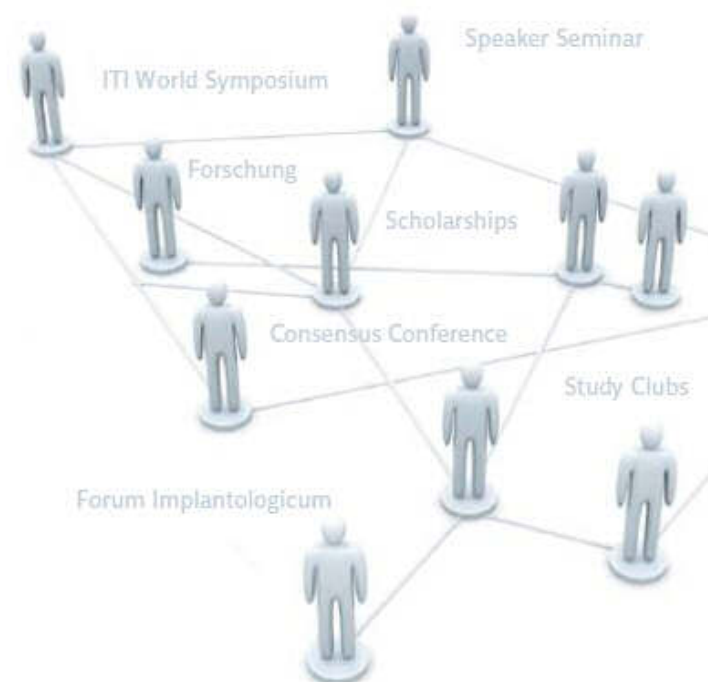 Speaker Seminar
ITI World Symposium
Forschung
Scholarships
Consensus Conference
Study Clubs
Forum Implantologicum